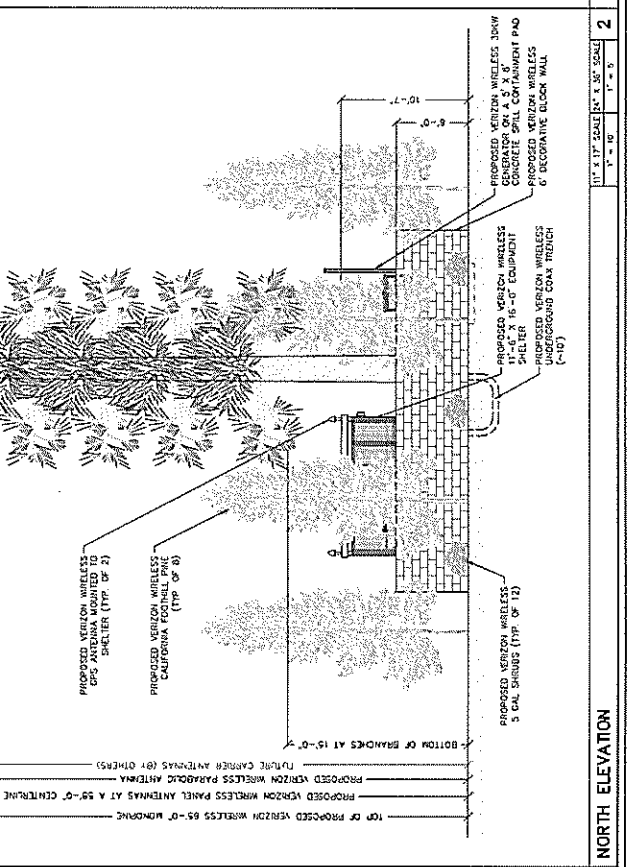 PROPOSED VERIZON WIRELESS
GPS ANTENNA MOUNTED TO
SHELTER (TYP. OF 2)
PROPOSED VERIZON WIRELESS
CALIFORNIA FOOTHILL PINE
(TYP OF 8)
TOP OF PROPOSED VERIZON WIRELESS 65'-0" MONOPINE
PROPOSED VERIZON WIRELESS PANEL ANTENNAS AT A 59'-0" CENTERLINE
PROPOSED VERIZON WIRELESS PARABOLIC ANTENNA
FUTURE CARRIER ANTENNAS (BY OTHERS)
BOTTOM OF BRANCHES AT 15'-0"
10'-7"
6'-0"
PROPOSED VERIZON WIRELESS 30KW
GENERATOR ON A 5' X 8'
CONCRETE SPILL CONTAINMENT PAD
PROPOSED VERIZON WIRELESS
6' DECORATIVE BLOCK WALL
PROPOSED VERIZON WIRELESS
11'-6" X 16'-0" EQUIPMENT
SHELTER
PROPOSED VERIZON WIRELESS
UNDERGROUND COAX TRENCH
(~10')
PROPOSED VERIZON WIRELESS
5 GAL SHRUBS (TYP. OF 12)
NORTH ELEVATION
11" X 17" SCALE
1" = 10'
24" X 36" SCALE
1" = 5'
2